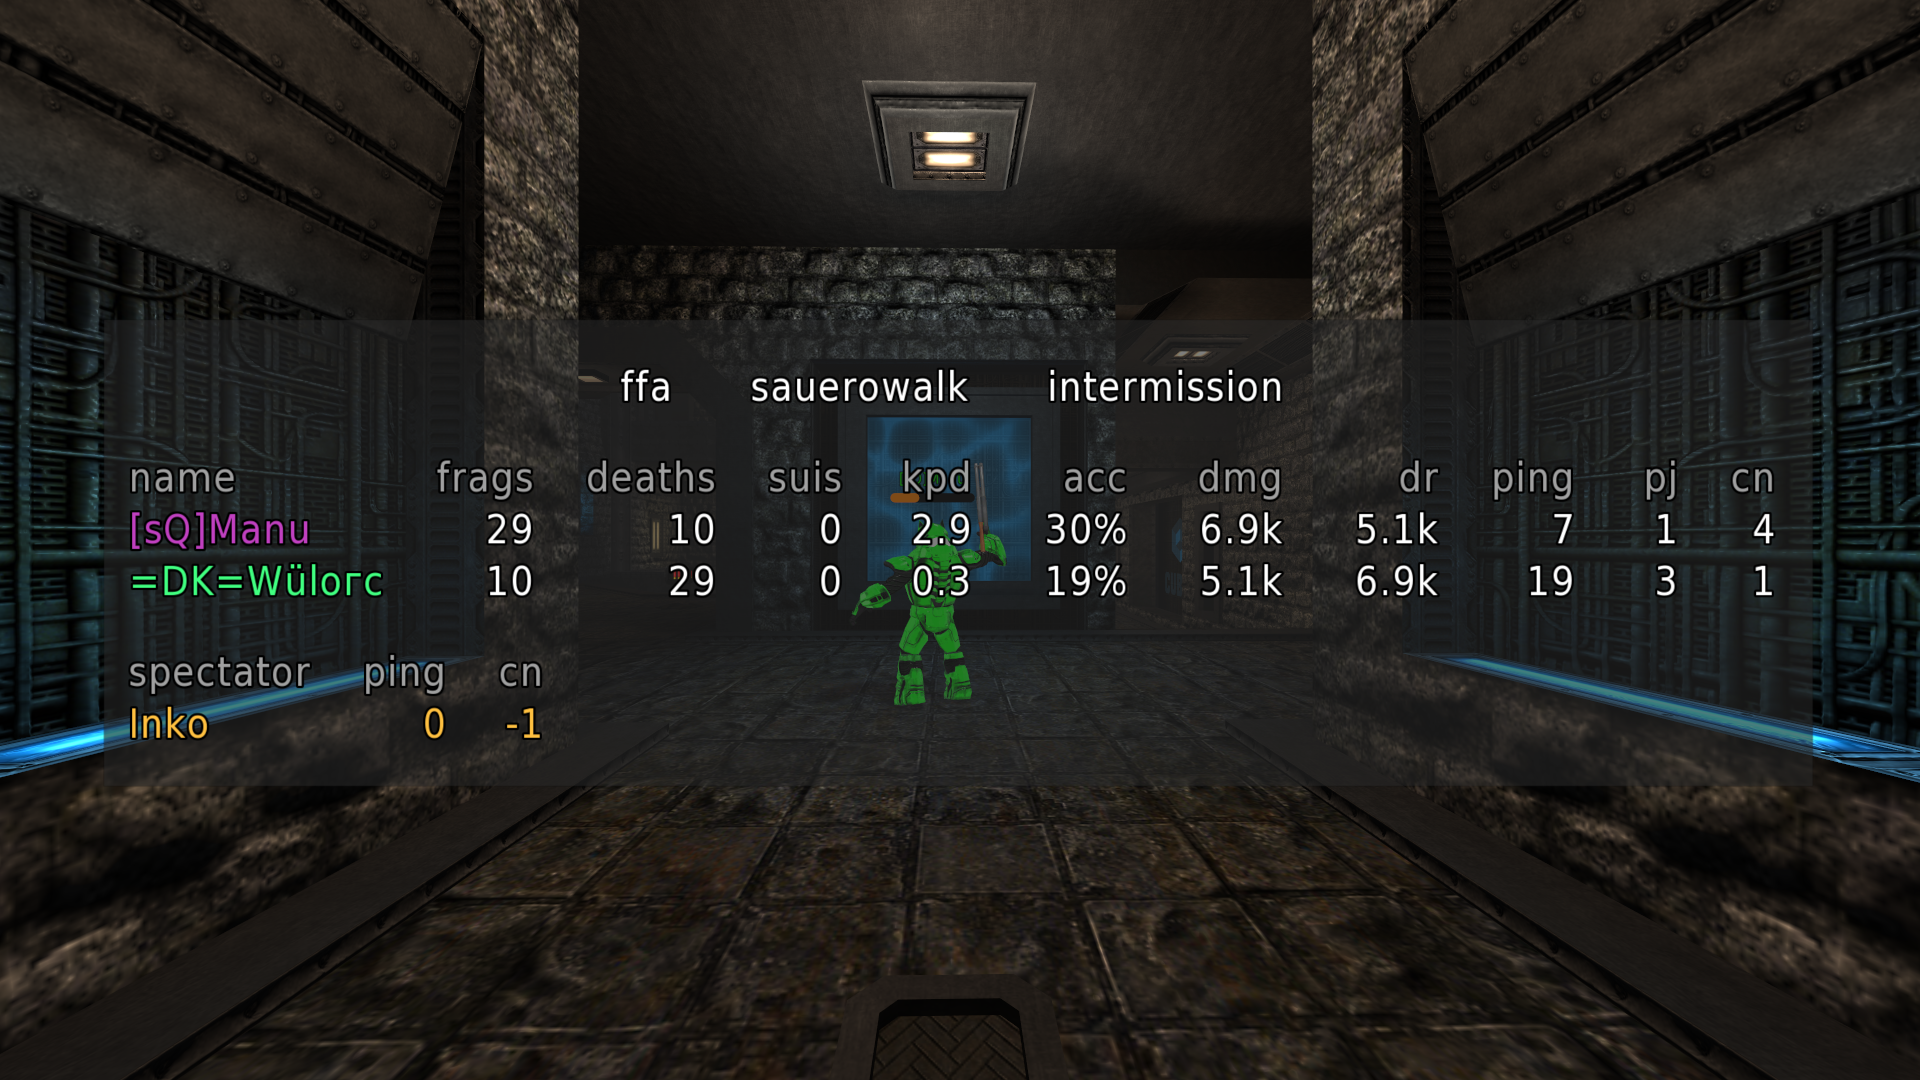 ffa sauerowalk intermission
name frags deaths suis kpd acc dmg dr ping pj cn
[sQ]Manu 29 10 0 2.9 30% 6.9k 5.1k 7 1 4
=DK=Wülorc 10 29 0 0.3 19% 5.1k 6.9k 19 3 1
spectator ping cn
Inko 0 -1